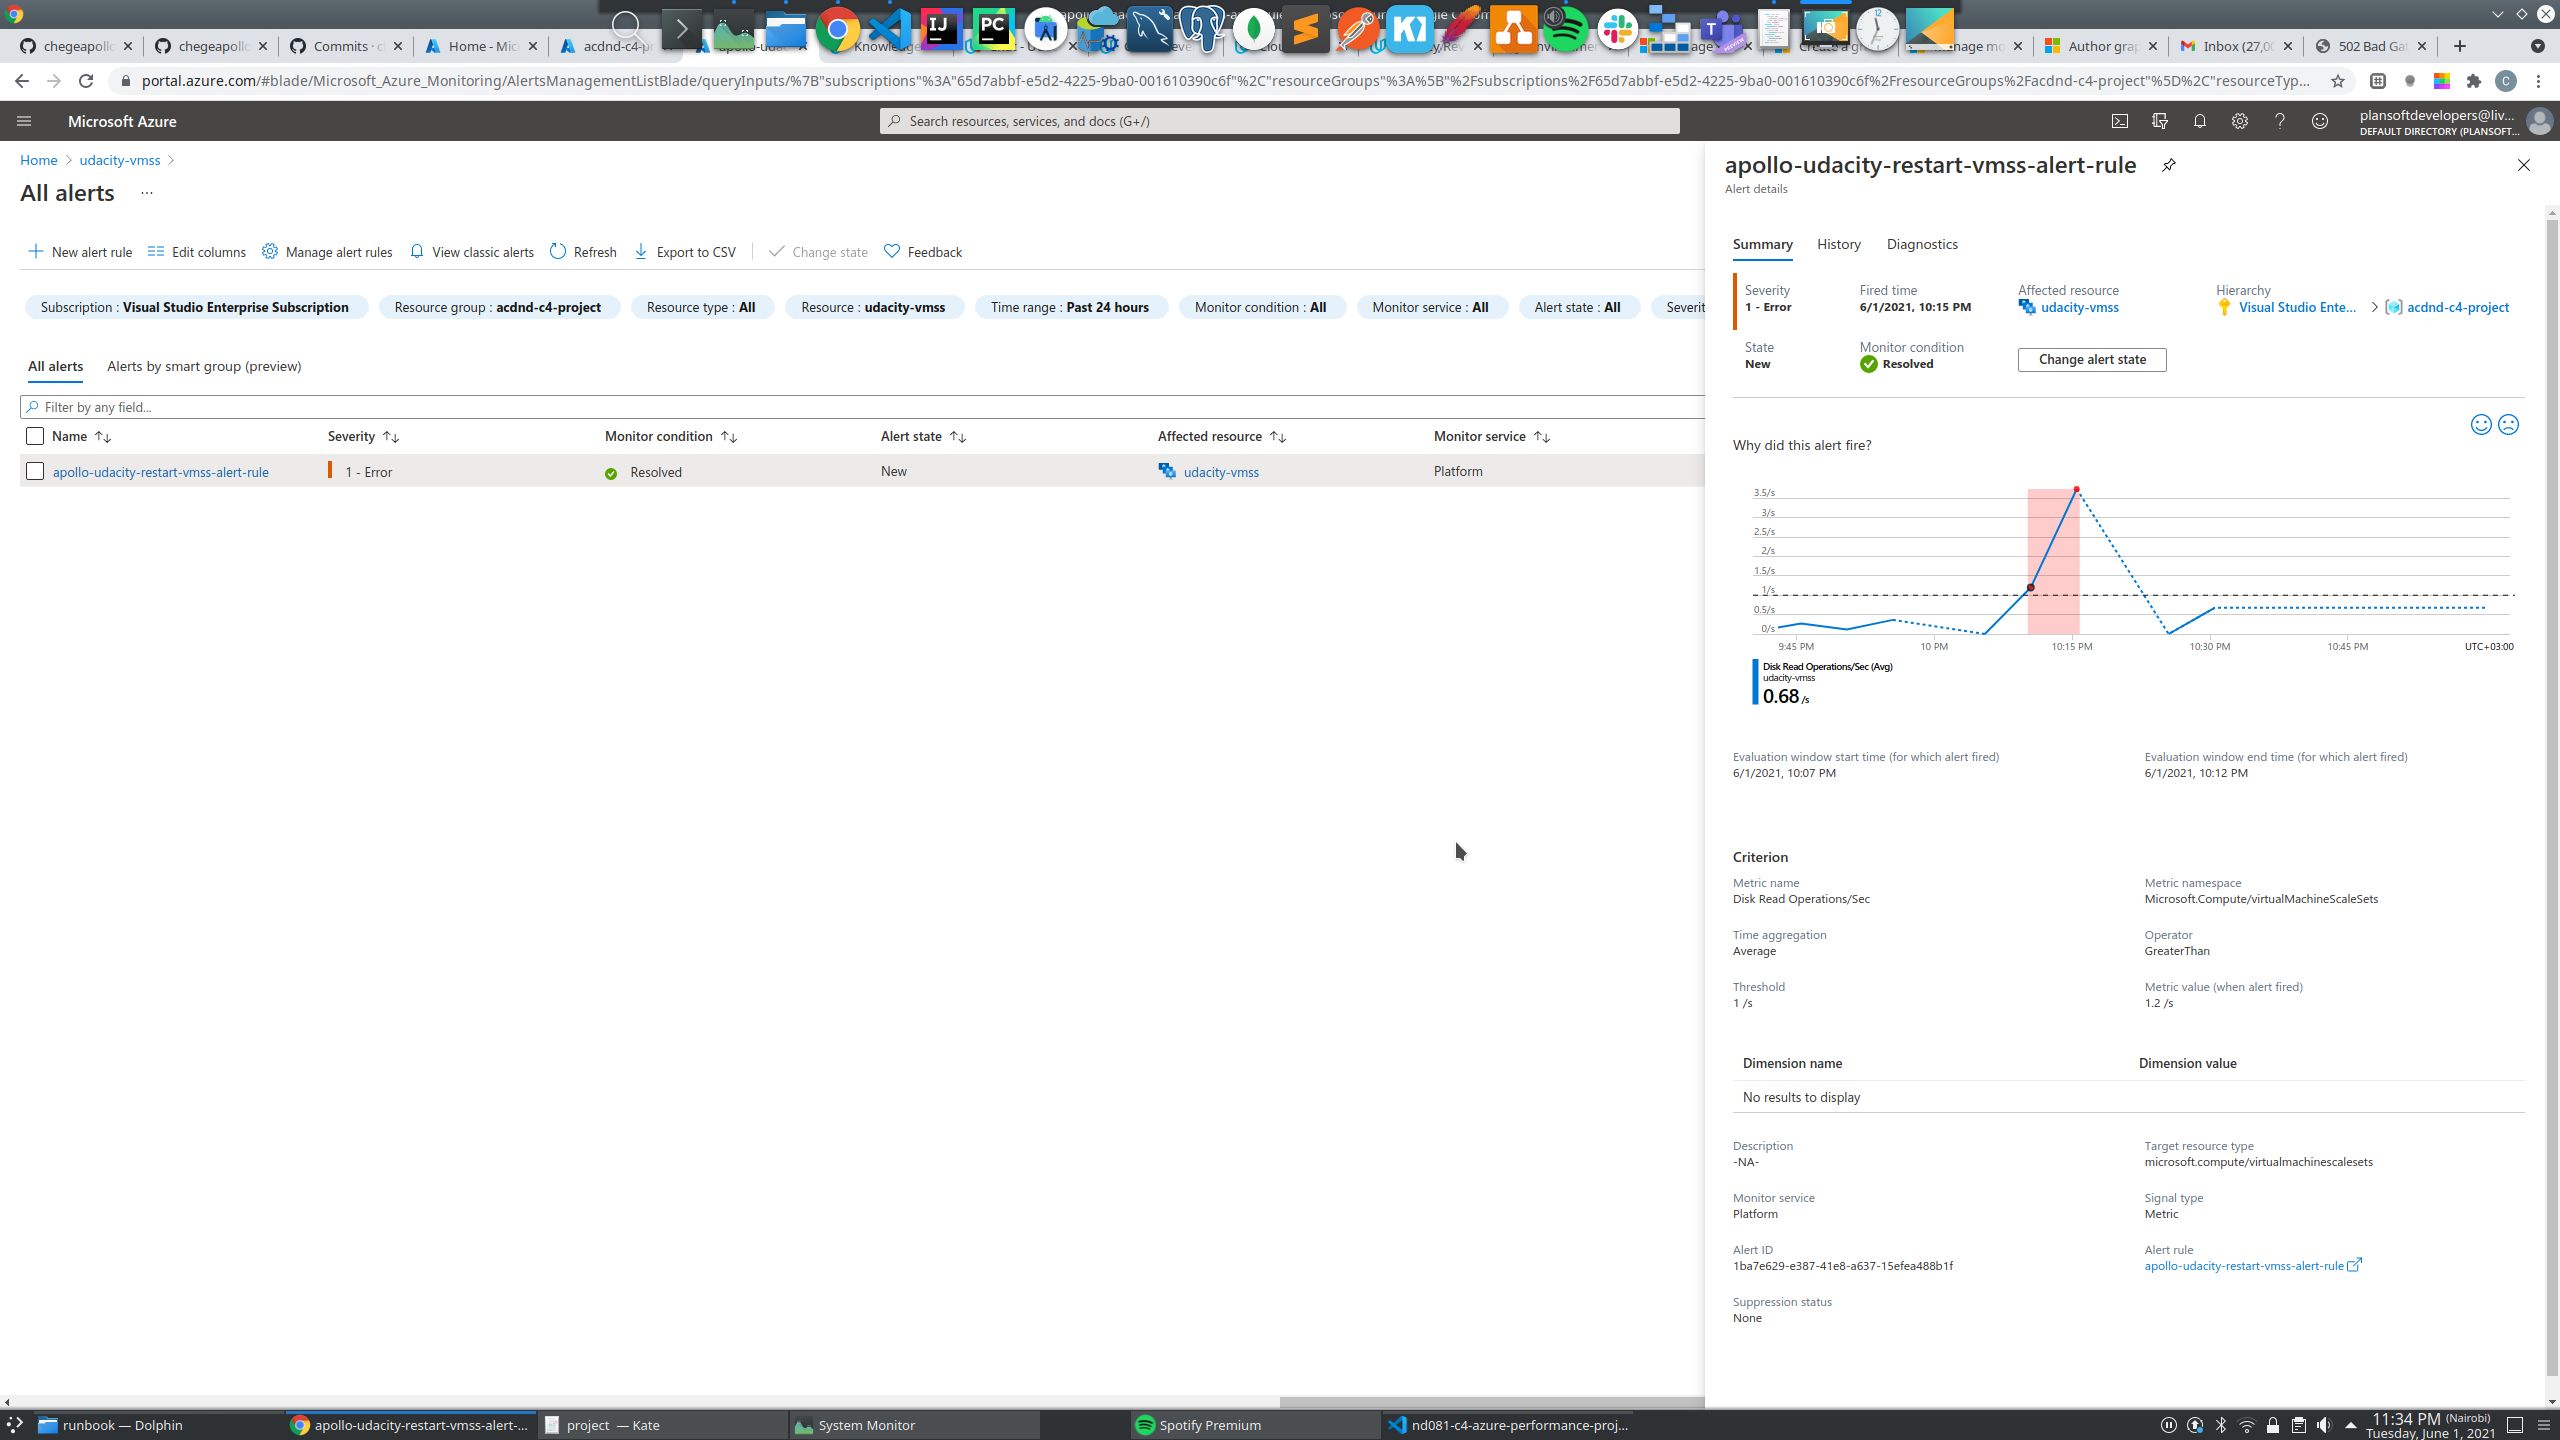 chegeapollo
chegeapollo
Commits · c
Home - Mic
acdnd-c4-pr
apollo-udac
Knowledge
Author grap
Inbox (27,00
502 Bad Gat
portal.azure.com/#blade/Microsoft_Azure_Monitoring/AlertsManagementListBlade/queryInputs/%7B"subscriptions"%3A"65d7abbf-e5d2-4225-9ba0-001610390c6f"%2C"resourceGroups"%3A%5B"%2Fsubscriptions%2F65d7abbf-e5d2-4225-9ba0-001610390c6f%2FresourceGroups%2Facdnd-c4-project"%5D%2C"resourceTyp...
Microsoft Azure
Search resources, services, and docs (G+/)
plansoftdevelopers@liv...
DEFAULT DIRECTORY (PLANSOFT...
Home > udacity-vmss >
All alerts ...
New alert rule Edit columns Manage alert rules View classic alerts Refresh Export to CSV Change state Feedback
Subscription : Visual Studio Enterprise Subscription Resource group : acdnd-c4-project Resource type : All Resource : udacity-vmss Time range : Past 24 hours Monitor condition : All Monitor service : All Alert state : All Severit
All alerts Alerts by smart group (preview)
Filter by any field...
Name Severity Monitor condition Alert state Affected resource Monitor service
apollo-udacity-restart-vmss-alert-rule 1 - Error Resolved New udacity-vmss Platform
apollo-udacity-restart-vmss-alert-rule
Alert details
Summary History Diagnostics
Severity Fired time Affected resource Hierarchy
1 - Error 6/1/2021, 10:15 PM udacity-vmss Visual Studio Ente... > acdnd-c4-project
State Monitor condition
New Resolved Change alert state
Why did this alert fire?
3.5/s
3/s
2.5/s
2/s
1.5/s
1/s
0.5/s
0/s
9:45 PM 10 PM 10:15 PM 10:30 PM 10:45 PM UTC+03:00
Disk Read Operations/Sec (Avg)
udacity-vmss
0.68 /s
Evaluation window start time (for which alert fired) Evaluation window end time (for which alert fired)
6/1/2021, 10:07 PM 6/1/2021, 10:12 PM
Criterion
Metric name Metric namespace
Disk Read Operations/Sec Microsoft.Compute/virtualMachineScaleSets
Time aggregation Operator
Average GreaterThan
Threshold Metric value (when alert fired)
1 /s 1.2 /s
Dimension name Dimension value
No results to display
Description Target resource type
-NA- microsoft.compute/virtualmachinescalesets
Monitor service Signal type
Platform Metric
Alert ID Alert rule
1ba7e629-e387-41e8-a637-15efea488b1f apollo-udacity-restart-vmss-alert-rule
Suppression status
None
runbook — Dolphin apollo-udacity-restart-vmss-alert-... project — Kate System Monitor Spotify Premium nd081-c4-azure-performance-proj... 11:34 PM (Nairobi)
Tuesday, June 1, 2021